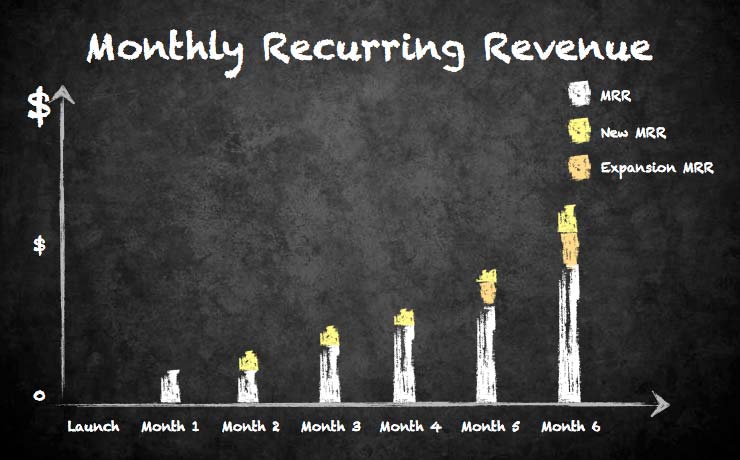 Monthly Recurring Revenue
$
MRR
New MRR
Expansion MRR
$
0
Launch Month 1 Month 2 Month 3 Month 4 Month 5 Month 6